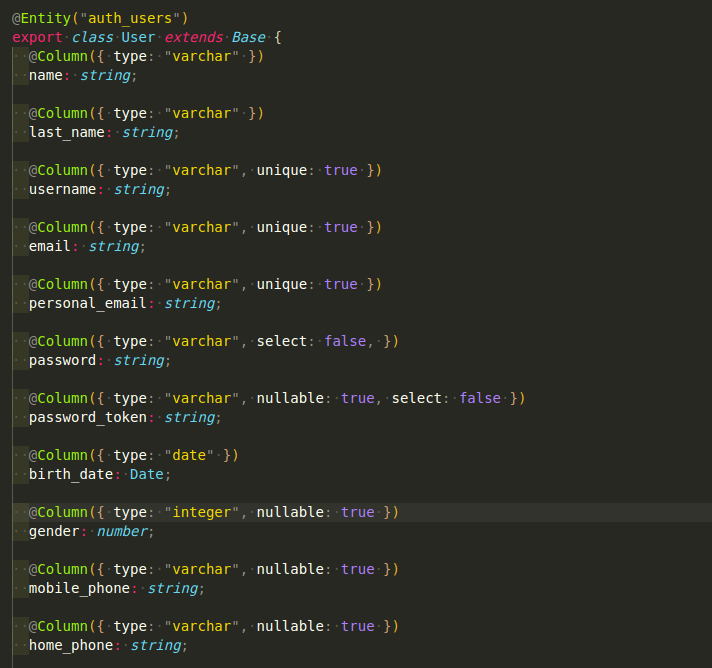 @Entity("auth_users")
export class User extends Base {
@Column({ type: "varchar" })
name: string;
@Column({ type: "varchar" })
last_name: string;
@Column({ type: "varchar", unique: true })
username: string;
@Column({ type: "varchar", unique: true })
email: string;
@Column({ type: "varchar", unique: true })
personal_email: string;
@Column({ type: "varchar", select: false, })
password: string;
@Column({ type: "varchar", nullable: true, select: false })
password_token: string;
@Column({ type: "date" })
birth_date: Date;
@Column({ type: "integer", nullable: true })
gender: number;
@Column({ type: "varchar", nullable: true })
mobile_phone: string;
@Column({ type: "varchar", nullable: true })
home_phone: string;